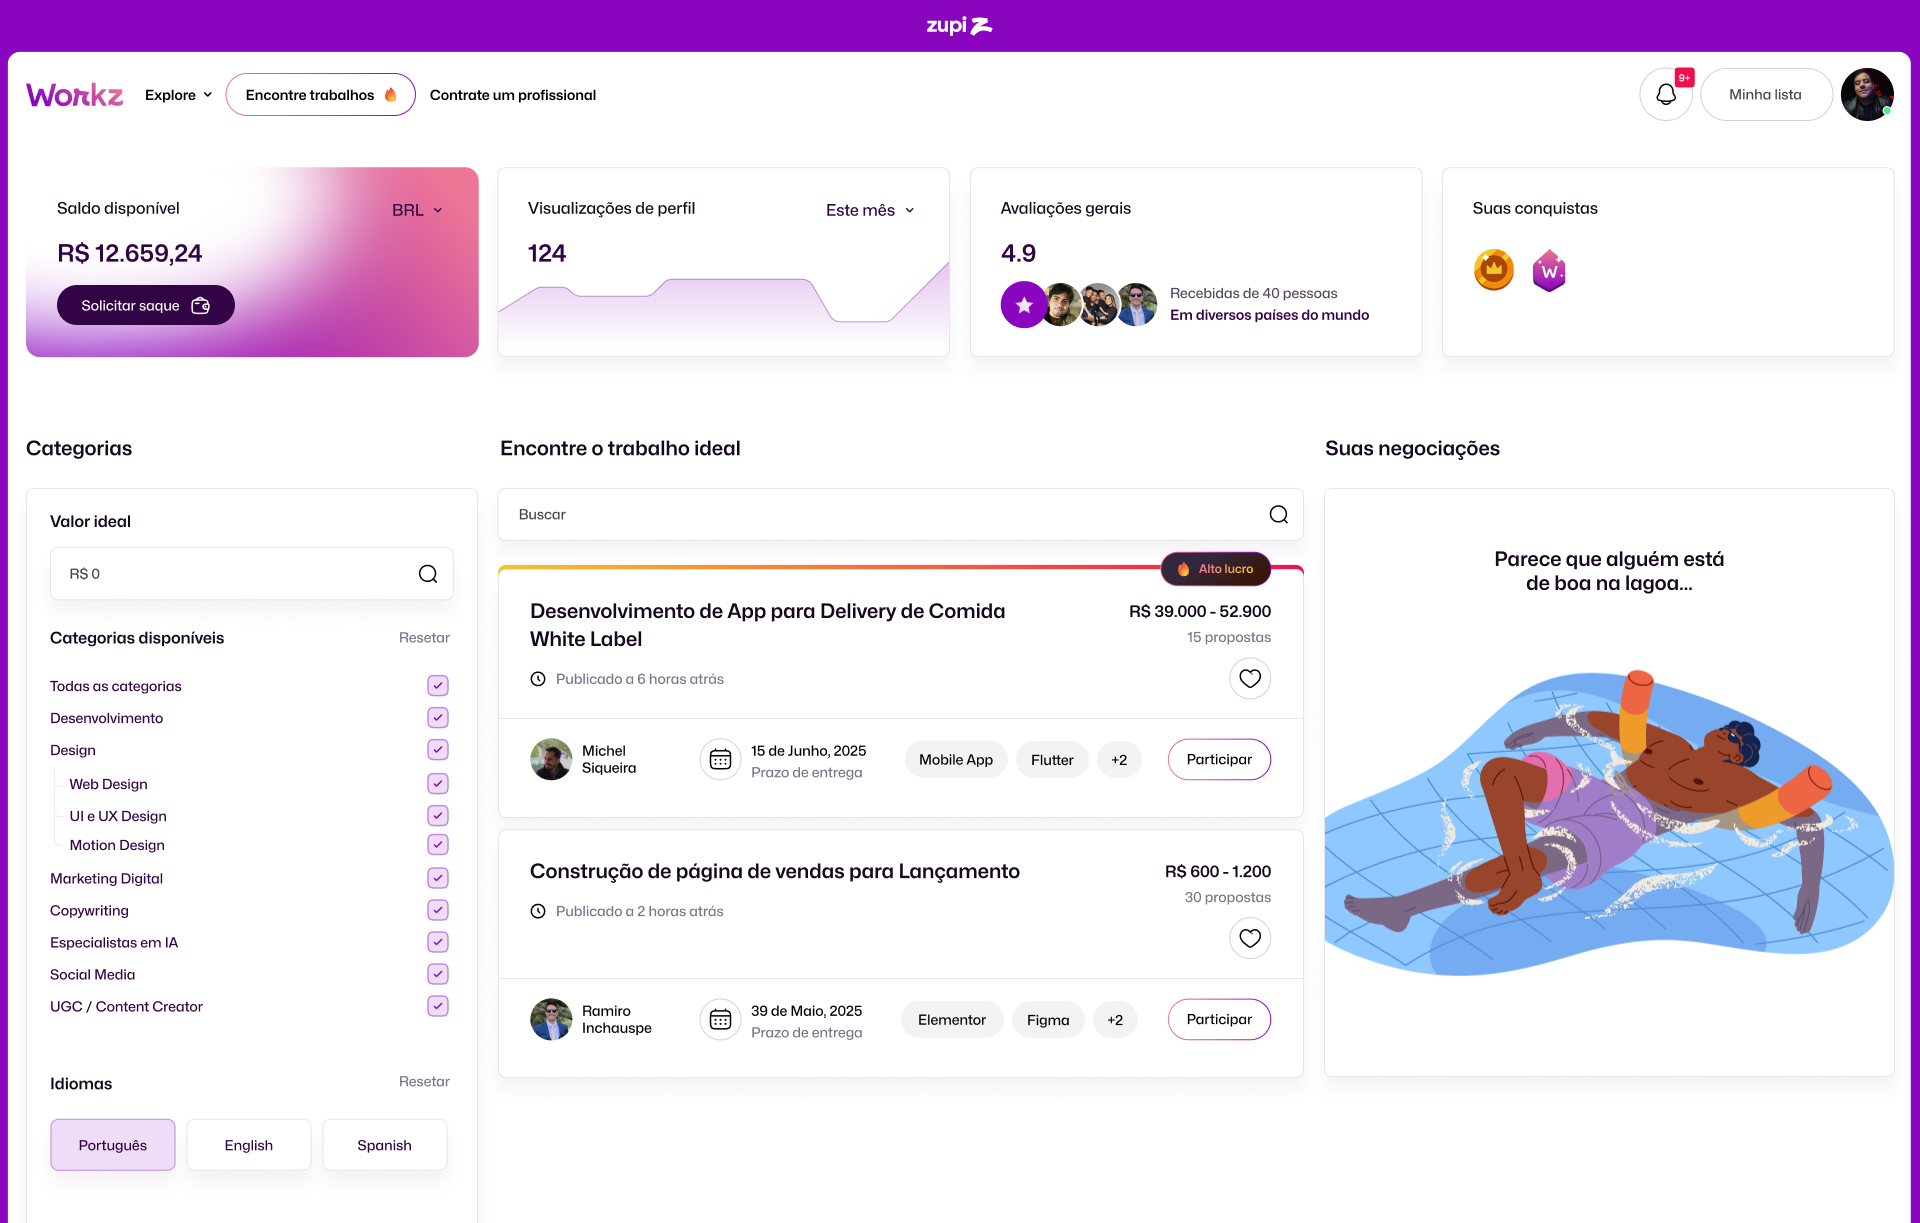 zupi
Workz
Explore
Encontre trabalhos
Contrate um profissional
9+
Minha lista
Saldo disponível
BRL
R$ 12.659,24
Solicitar saque
Visualizações de perfil
Este mês
124
Avaliações gerais
4.9
Recebidas de 40 pessoas
Em diversos países do mundo
Suas conquistas
W
Categorias
Valor ideal
R$ 0
Categorias disponíveis
Resetar
Todas as categorias
Desenvolvimento
Design
Web Design
UI e UX Design
Motion Design
Marketing Digital
Copywriting
Especialistas em IA
Social Media
UGC / Content Creator
Idiomas
Resetar
Português
English
Spanish
Encontre o trabalho ideal
Buscar
Alto lucro
Desenvolvimento de App para Delivery de Comida
White Label
R$ 39.000 - 52.900
15 propostas
Publicado a 6 horas atrás
Michel
Siqueira
15 de Junho, 2025
Prazo de entrega
Mobile App
Flutter
+2
Participar
Construção de página de vendas para Lançamento
R$ 600 - 1.200
30 propostas
Publicado a 2 horas atrás
Ramiro
Inchauspe
39 de Maio, 2025
Prazo de entrega
Elementor
Figma
+2
Participar
Suas negociações
Parece que alguém está
de boa na lagoa...